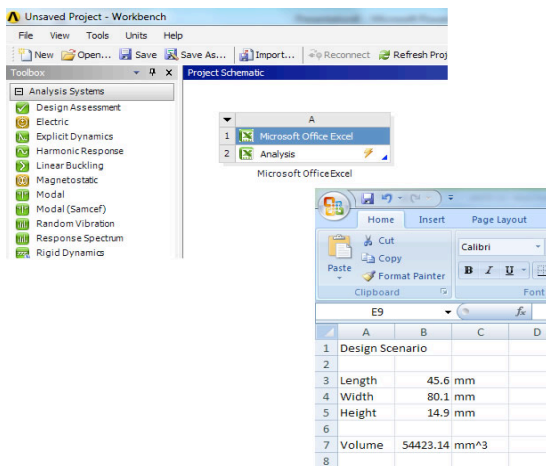 Unsaved Project - Workbench
File View Tools Units Help
New Open... Save Save As... Import... Reconnect Refresh Proj
Toolbox Project Schematic
Analysis Systems
Design Assessment
Electric
Explicit Dynamics
Harmonic Response
Linear Buckling
Magnetostatic
Modal
Modal (Samcef)
Random Vibration
Response Spectrum
Rigid Dynamics
A
1 Microsoft Office Excel
2 Analysis
Microsoft Office Excel
Home Insert Page Layout
Paste
Cut
Copy
Format Painter
Calibri
B I U
Clipboard Font
E9 fx
A B C D
1 Design Scenario
2
3 Length 45.6 mm
4 Width 80.1 mm
5 Height 14.9 mm
6
7 Volume 54423.14 mm^3
8